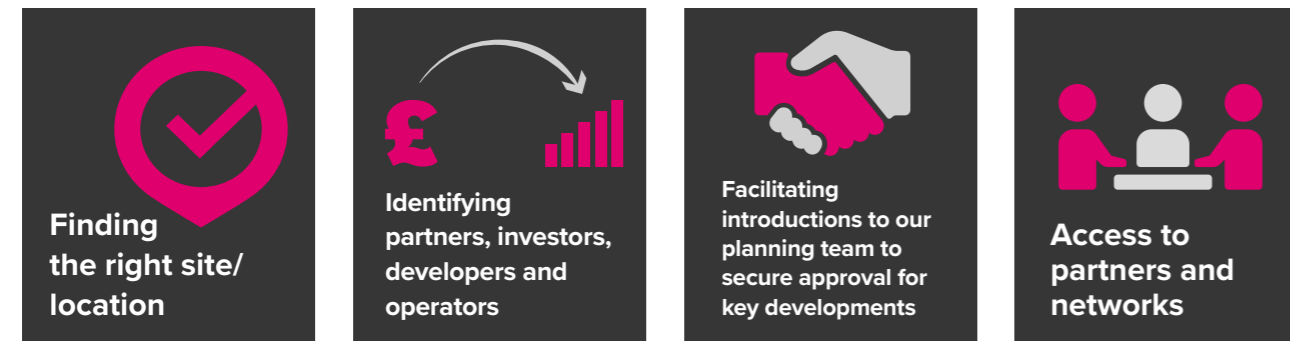 Finding
the right site/
location
£
Identifying
partners, investors,
developers and
operators
Facilitating
introductions to our
planning team to
secure approval for
key developments
Access to
partners and
networks